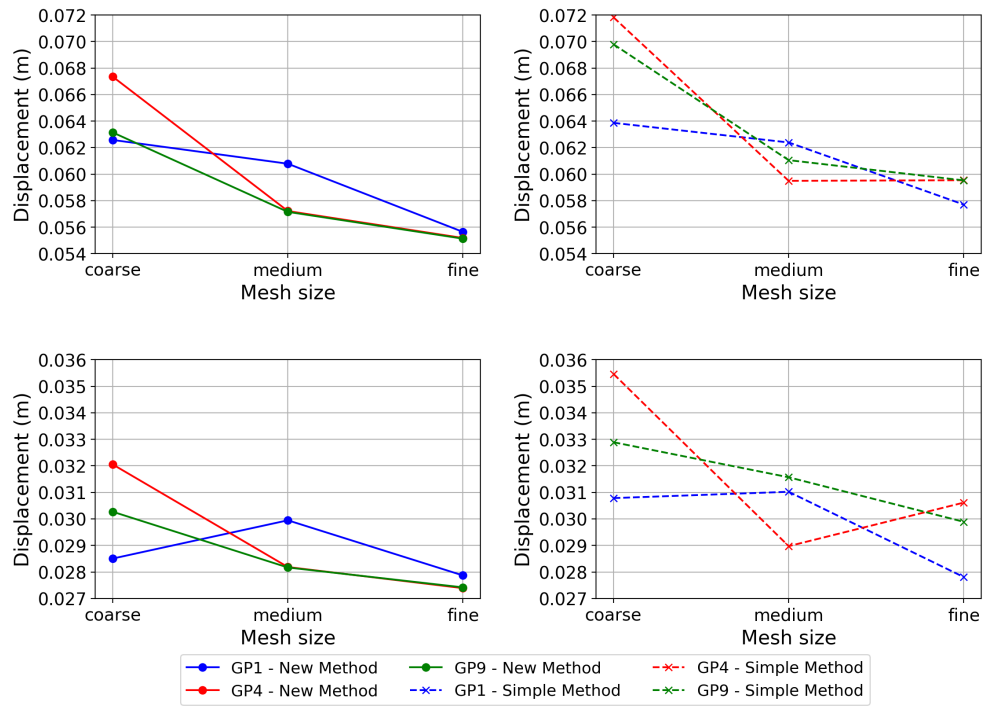 0.072
0.070
0.068
0.066
0.064
0.062
0.060
0.058
0.056
0.054
Displacement (m)
coarse medium fine
Mesh size
0.072
0.070
0.068
0.066
0.064
0.062
0.060
0.058
0.056
0.054
Displacement (m)
coarse medium fine
Mesh size
0.036
0.035
0.034
0.033
0.032
0.031
0.030
0.029
0.028
0.027
Displacement (m)
coarse medium fine
Mesh size
0.036
0.035
0.034
0.033
0.032
0.031
0.030
0.029
0.028
0.027
Displacement (m)
coarse medium fine
Mesh size
GP1 - New Method
GP4 - New Method
GP9 - New Method
GP1 - Simple Method
GP4 - Simple Method
GP9 - Simple Method